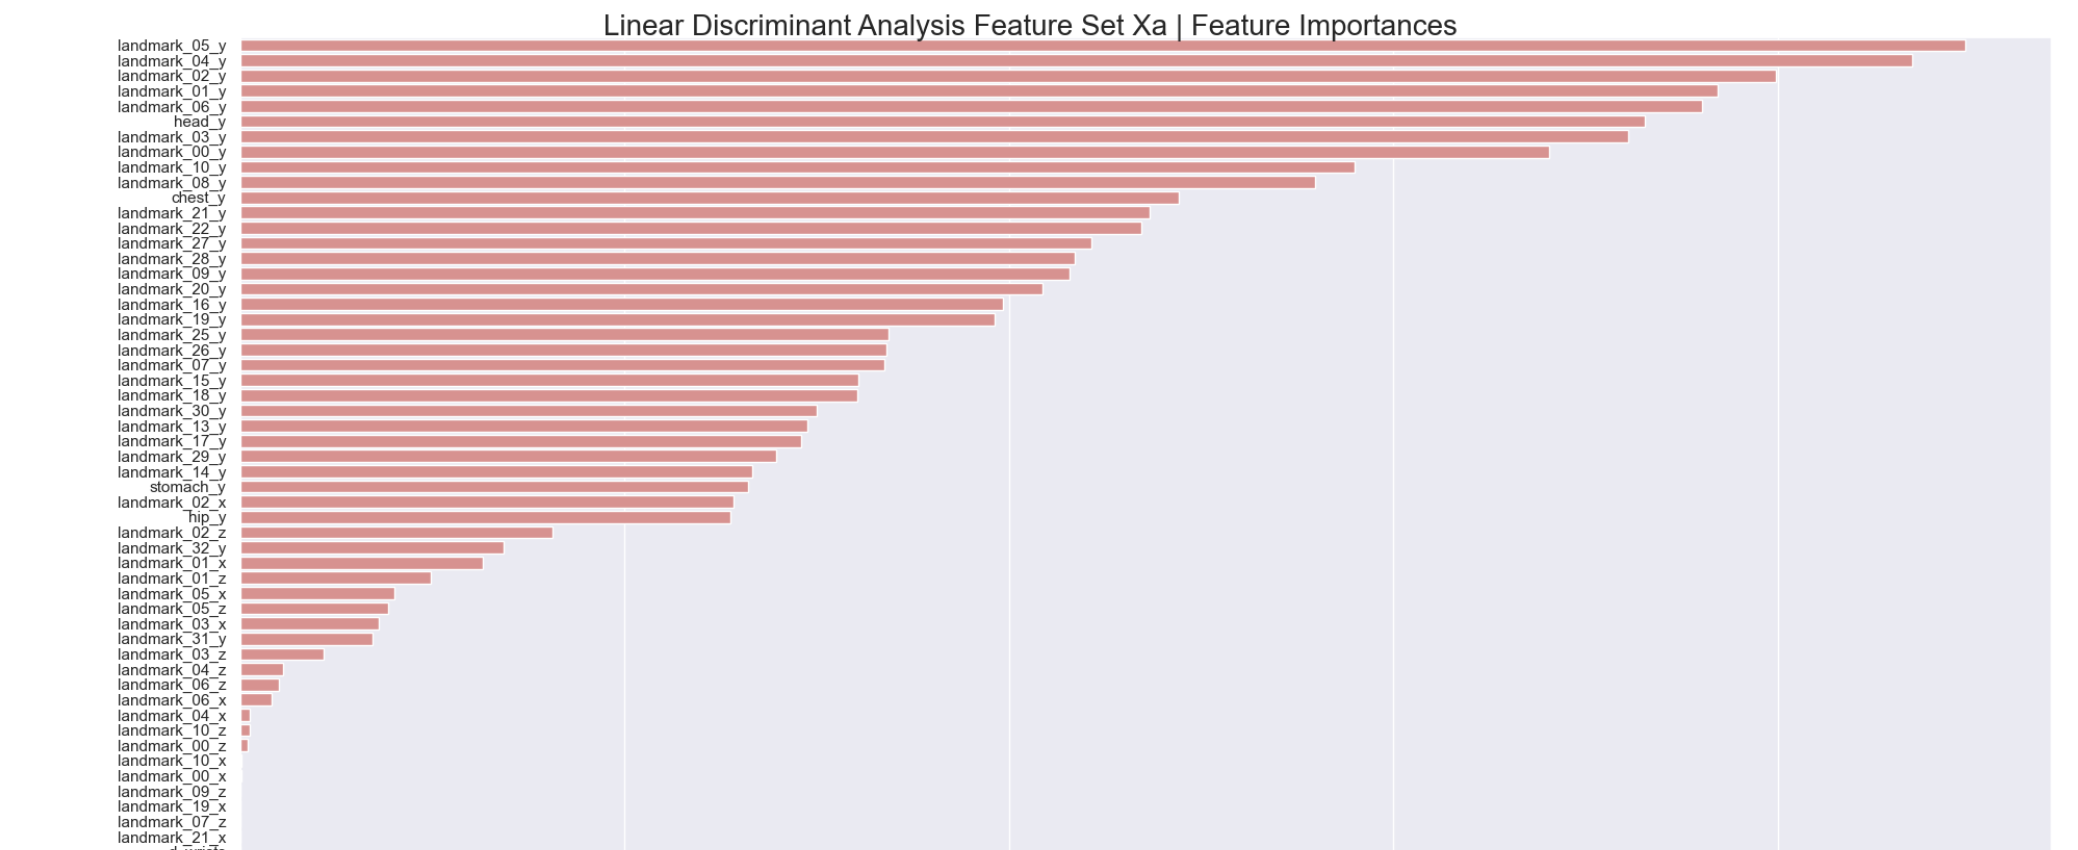 Linear Discriminant Analysis Feature Set Xa | Feature Importances
landmark_05_y
landmark_04_y
landmark_02_y
landmark_01_y
landmark_06_y
head_y
landmark_03_y
landmark_00_y
landmark_10_y
landmark_08_y
chest_y
landmark_21_y
landmark_22_y
landmark_27_y
landmark_28_y
landmark_09_y
landmark_20_y
landmark_16_y
landmark_19_y
landmark_25_y
landmark_26_y
landmark_07_y
landmark_15_y
landmark_18_y
landmark_30_y
landmark_13_y
landmark_17_y
landmark_29_y
landmark_14_y
stomach_y
landmark_02_x
hip_y
landmark_02_z
landmark_32_y
landmark_01_x
landmark_01_z
landmark_05_x
landmark_05_z
landmark_03_x
landmark_31_y
landmark_03_z
landmark_04_z
landmark_06_z
landmark_06_x
landmark_04_x
landmark_10_z
landmark_00_z
landmark_10_x
landmark_00_x
landmark_09_z
landmark_19_x
landmark_07_z
landmark_21_x